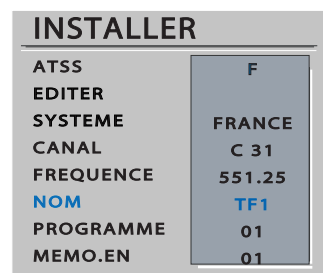 INSTALLER
ATSS F
EDITER
SYSTEME FRANCE
CANAL C 31
FREQUENCE 551.25
NOM TF1
PROGRAMME 01
MEMO.EN 01